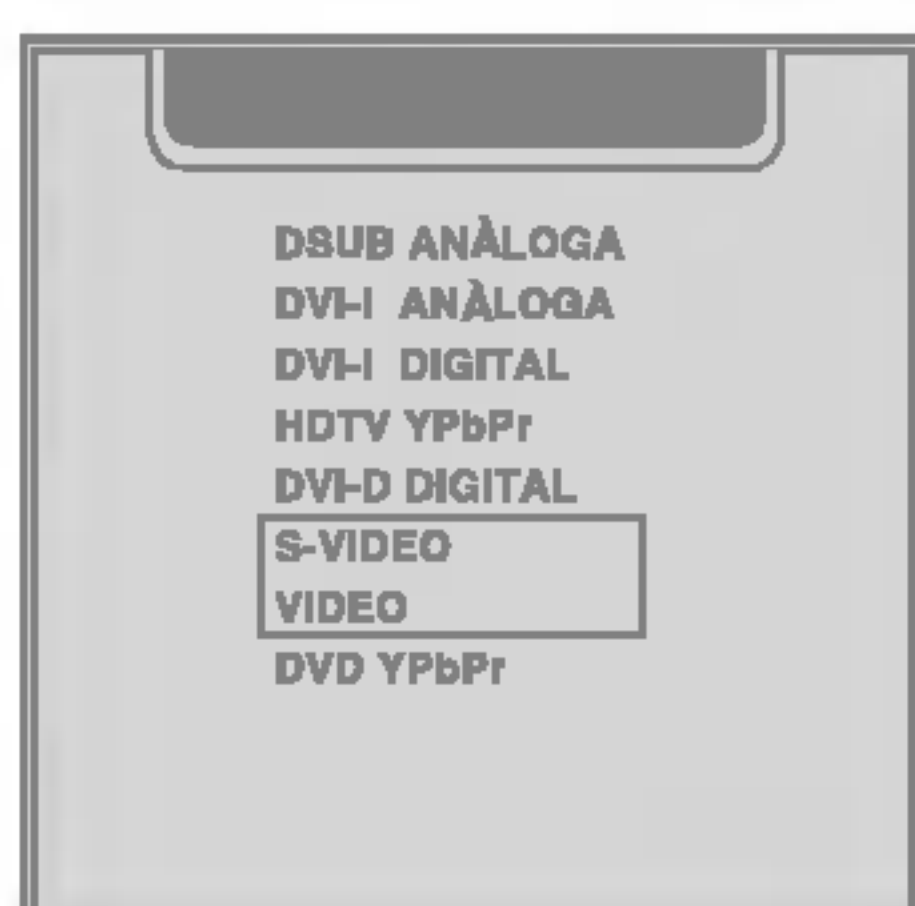 DSUB ANÀLOGA
DVI-I ANÀLOGA
DVI-I DIGITAL
HDTV YPbPr
DVI-D DIGITAL
S-VIDEO
VIDEO
DVD YPbPr